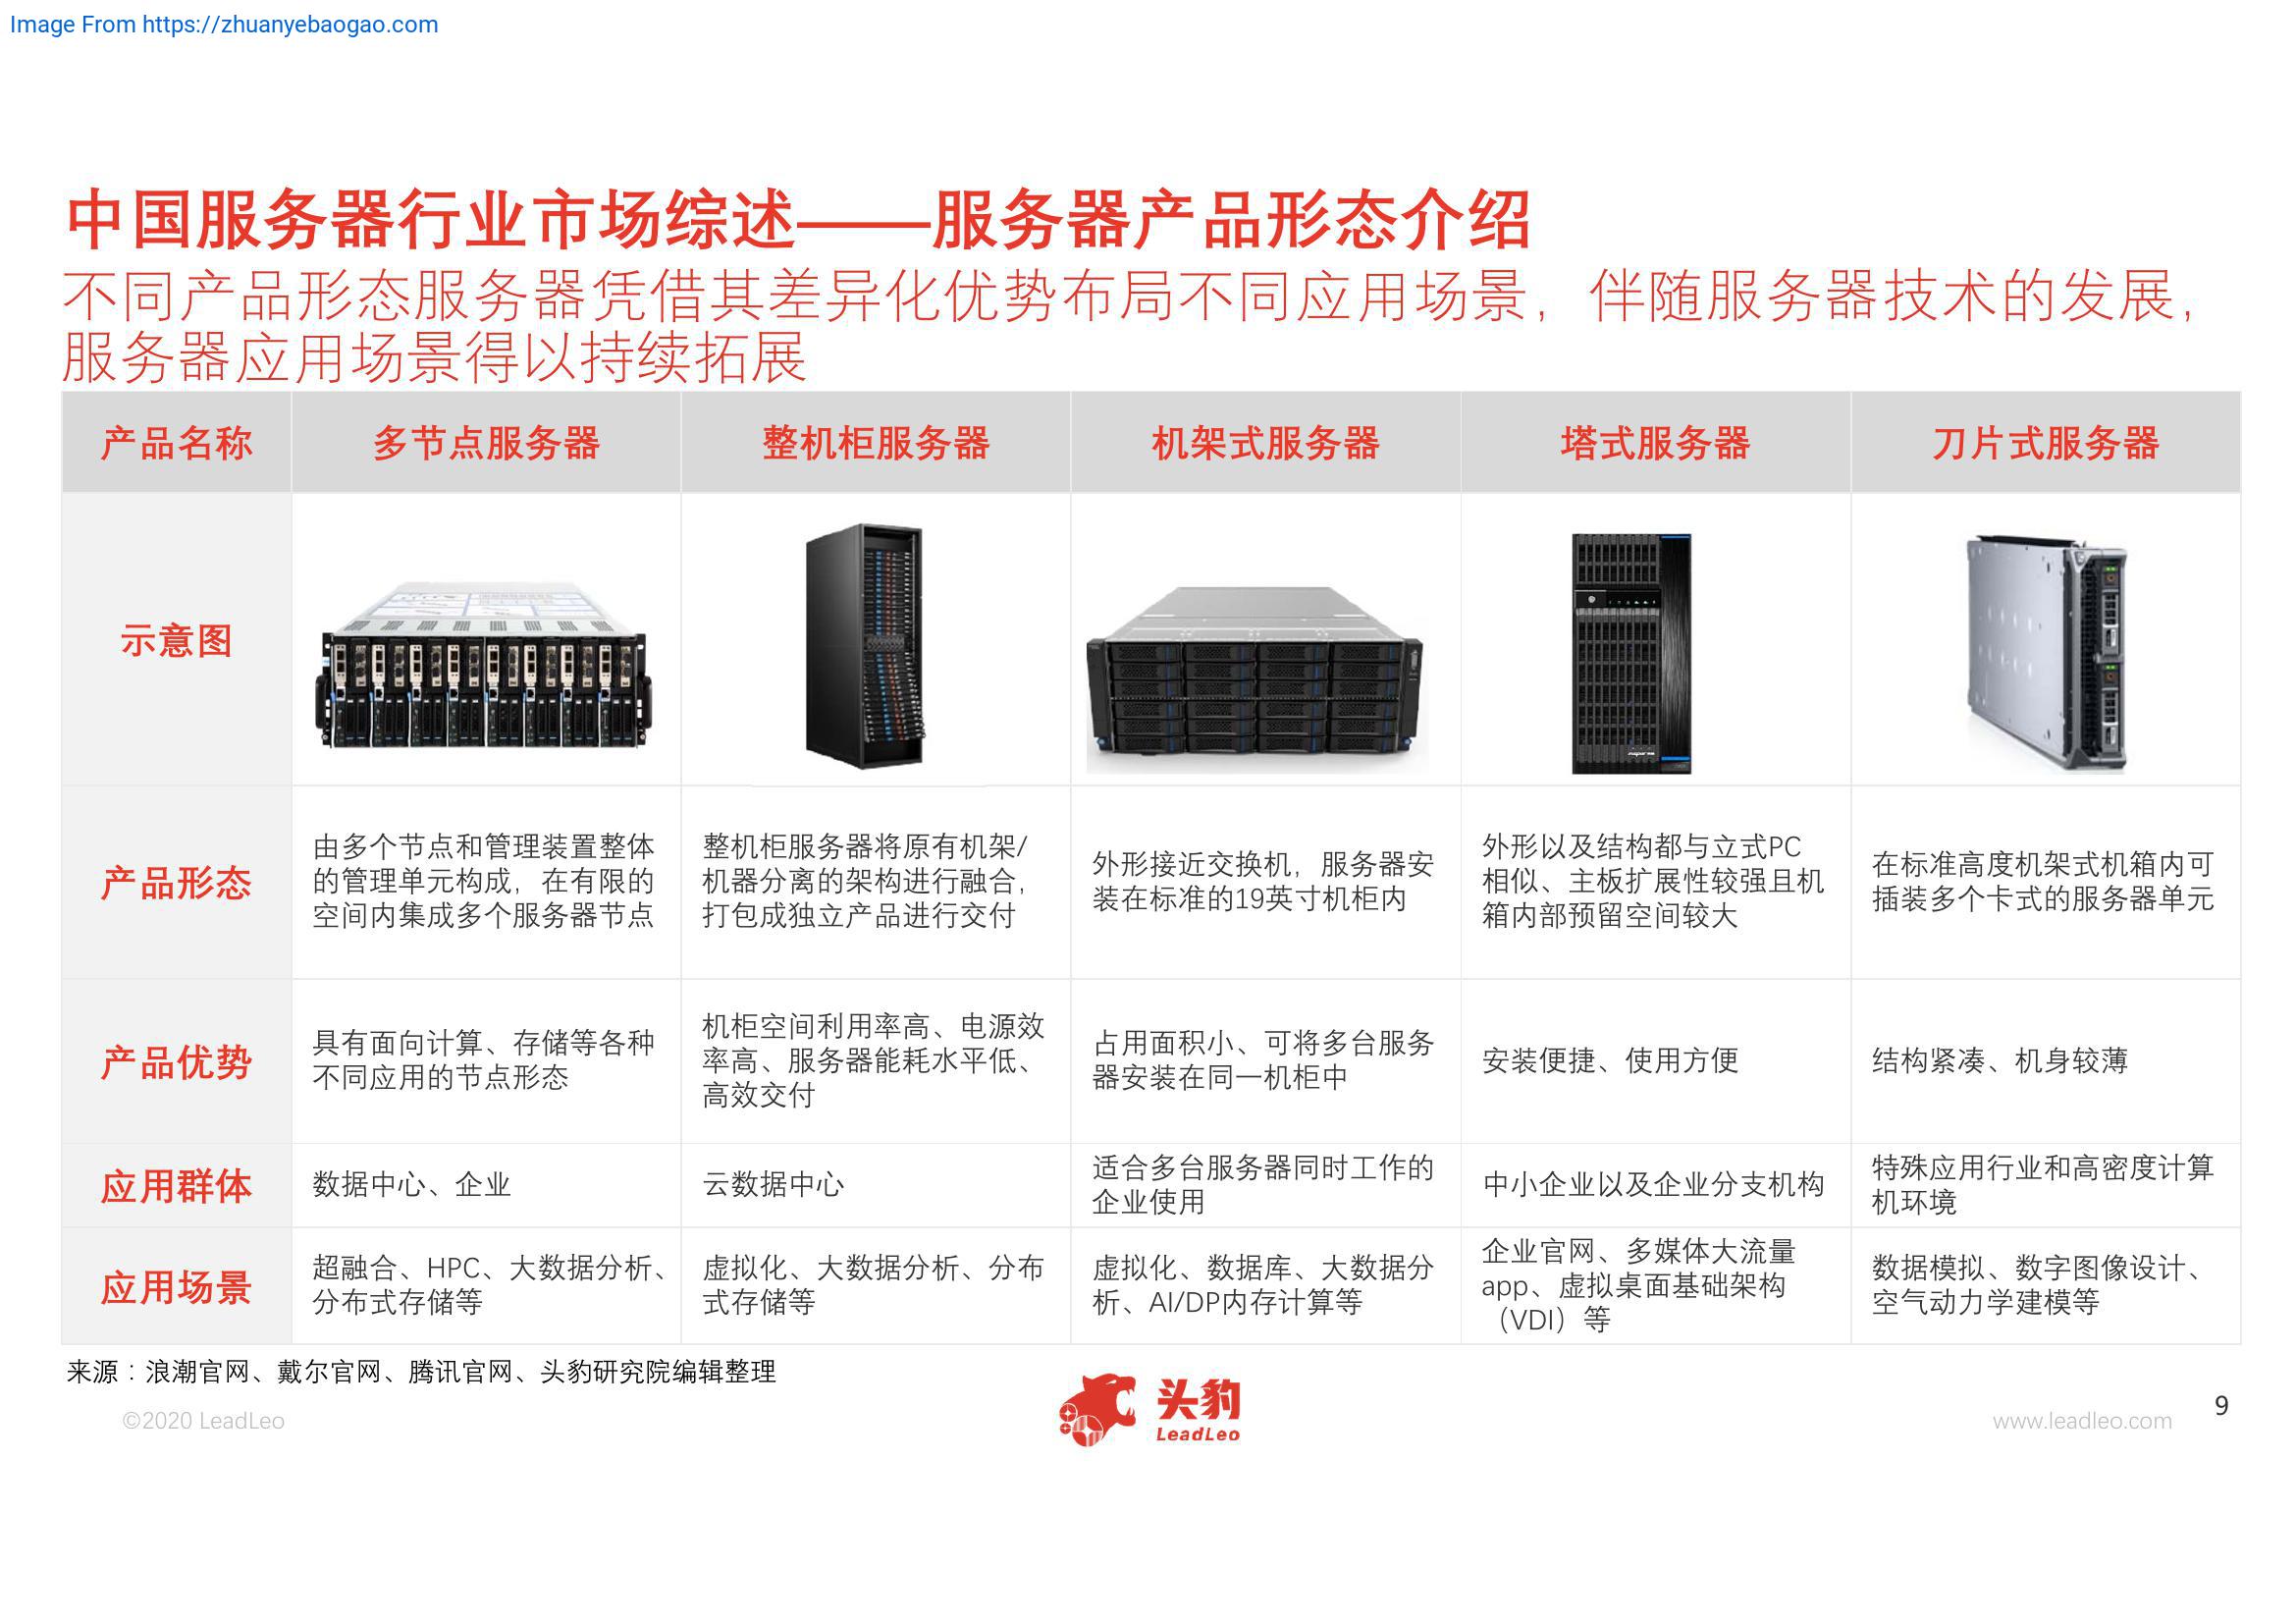 Image From https://zhuanyebaogao.com
中国服务器行业市场综述——服务器产品形态介绍
不同产品形态服务器凭借其差异化优势布局不同应用场景，伴随服务器技术的发展，
服务器应用场景得以持续拓展
产品名称
多节点服务器
整机柜服务器
机架式服务器
塔式服务器
刀片式服务器
示意图
产品形态
由多个节点和管理装置整体
的管理单元构成，在有限的
空间内集成多个服务器节点
整机柜服务器将原有机架/
机器分离的架构进行融合，
打包成独立产品进行交付
外形接近交换机，服务器安
装在标准的19英寸机柜内
外形以及结构都与立式PC
相似、主板扩展性较强且机
箱内部预留空间较大
在标准高度机架式机箱内可
插装多个卡式的服务器单元
产品优势
具有面向计算、存储等各种
不同应用的节点形态
机柜空间利用率高、电源效
率高、服务器能耗水平低、
高效交付
占用面积小、可将多台服务
器安装在同一机柜中
安装便捷、使用方便
结构紧凑、机身较薄
应用群体
数据中心、企业
云数据中心
适合多台服务器同时工作的
企业使用
中小企业以及企业分支机构
特殊应用行业和高密度计算
机环境
应用场景
超融合、HPC、大数据分析、
分布式存储等
虚拟化、大数据分析、分布
式存储等
虚拟化、数据库、大数据分
析、AI/DP内存计算等
企业官网、多媒体大流量
app、虚拟桌面基础架构
（VDI）等
数据模拟、数字图像设计、
空气动力学建模等
来源：浪潮官网、戴尔官网、腾讯官网、头豹研究院编辑整理
©2020 LeadLeo
头豹
LeadLeo
www.leadleo.com
9